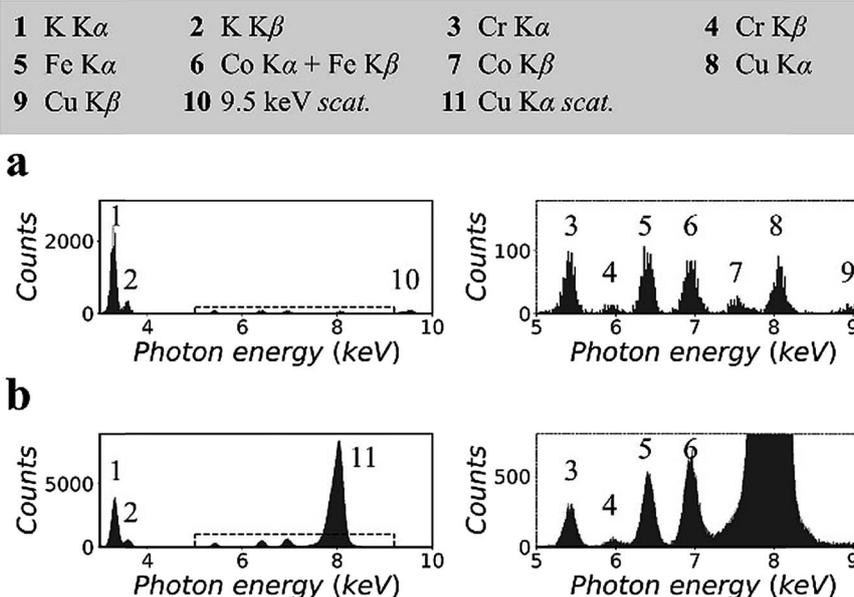 1 K Kα 2 K Kβ 3 Cr Kα 4 Cr Kβ
5 Fe Kα 6 Co Kα + Fe Kβ 7 Co Kβ 8 Cu Kα
9 Cu Kβ 10 9.5 keV scat. 11 Cu Kα scat.
a
Counts
2000
0
1
2
10
4 6 8 10
Photon energy (keV)
Counts
100
0
3 4 5 6 7 8 9
5 6 7 8 9
Photon energy (keV)
b
Counts
5000
0
1
2
11
4 6 8 10
Photon energy (keV)
Counts
500
0
3 4 5 6
5 6 7 8 9
Photon energy (keV)